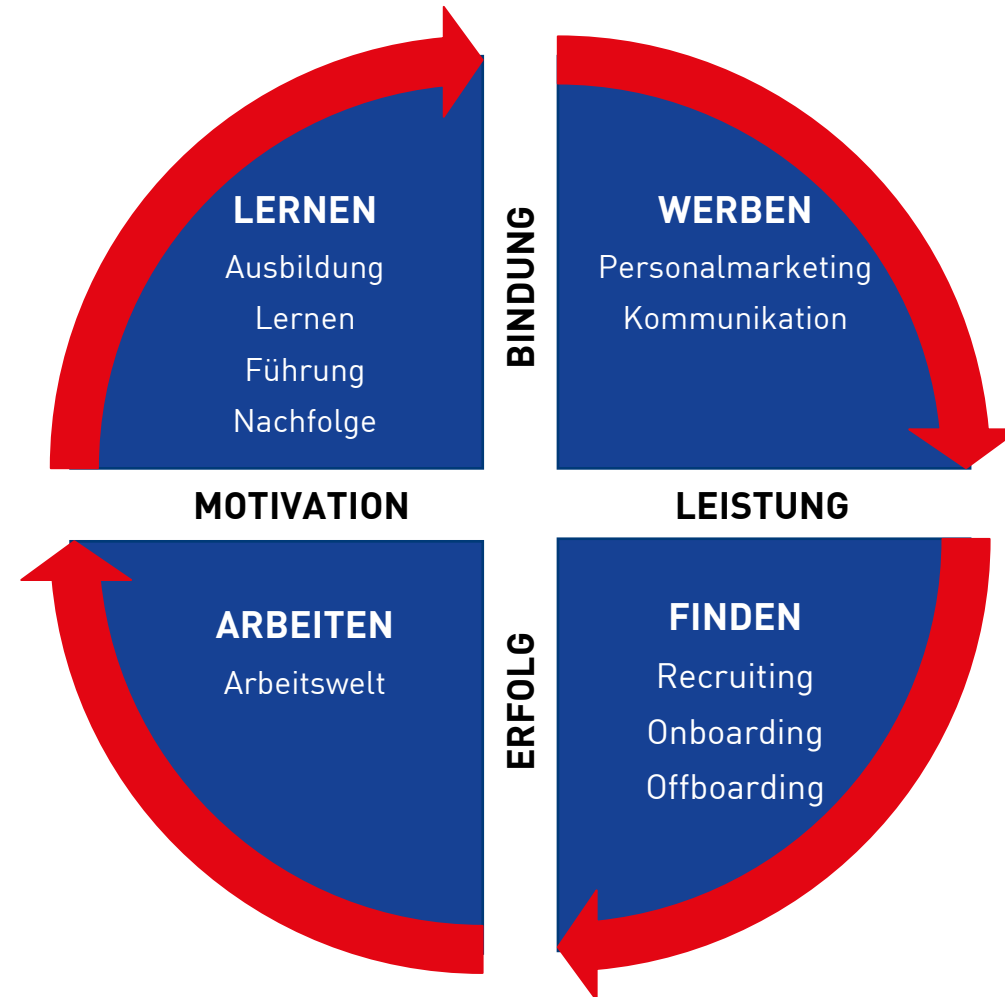 LERNEN
Ausbildung
Lernen
Führung
Nachfolge
BINDUNG
WERBEN
Personalmarketing
Kommunikation
MOTIVATION
LEISTUNG
ARBEITEN
Arbeitswelt
ERFOLG
FINDEN
Recruiting
Onboarding
Offboarding